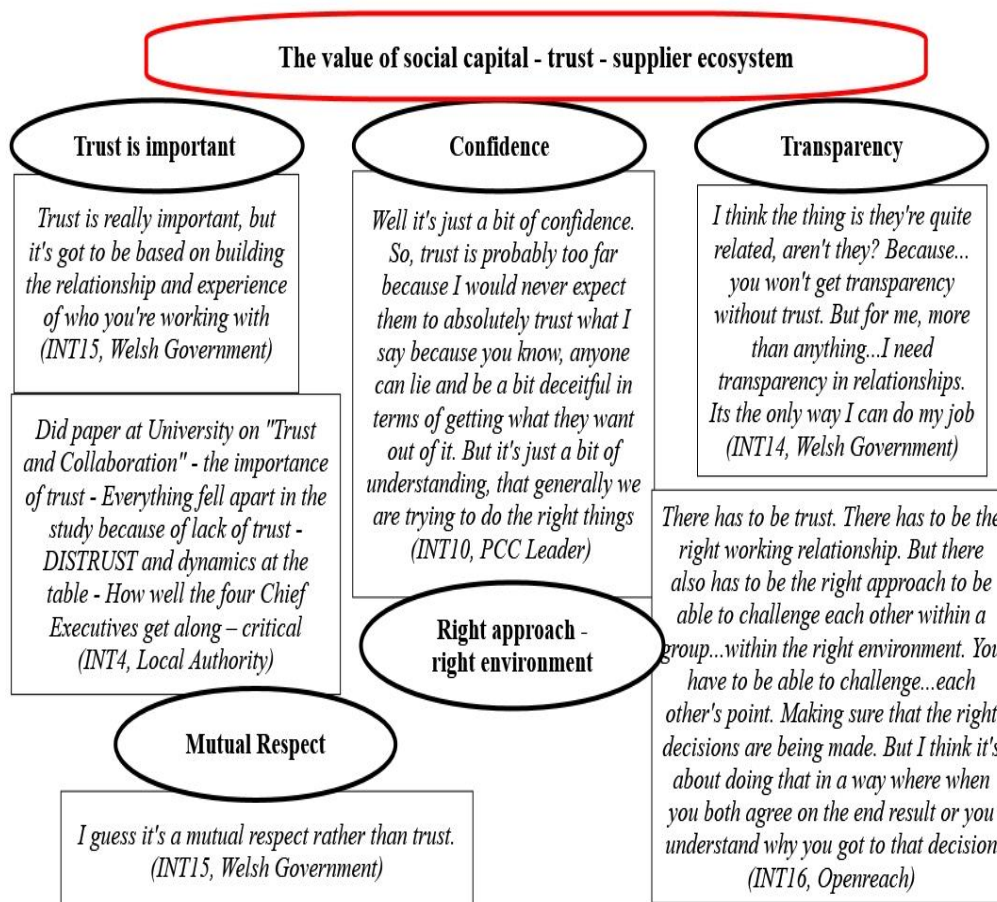 The value of social capital - trust - supplier ecosystem
Trust is important
Trust is really important, but
it's got to be based on building
the relationship and experience
of who you're working with
(INT15, Welsh Government)
Did paper at University on "Trust
and Collaboration" - the importance
of trust - Everything fell apart in the
study because of lack of trust -
DISTRUST and dynamics at the
table - How well the four Chief
Executives get along – critical
(INT4, Local Authority)
Confidence
Well it's just a bit of confidence.
So, trust is probably too far
because I would never expect
them to absolutely trust what I
say because you know, anyone
can lie and be a bit deceitful in
terms of getting what they want
out of it. But it's just a bit of
understanding, that generally we
are trying to do the right things
(INT10, PCC Leader)
Transparency
I think the thing is they're quite
related, aren't they? Because...
you won't get transparency
without trust. But for me, more
than anything...I need
transparency in relationships.
Its the only way I can do my job
(INT14, Welsh Government)
Right approach -
right environment
There has to be trust. There has to be the
right working relationship. But there
also has to be the right approach to be
able to challenge each other within a
group...within the right environment. You
have to be able to challenge...each
other's point. Making sure that the right
decisions are being made. But I think it's
about doing that in a way where when
you both agree on the end result or you
understand why you got to that decision
(INT16, Openreach)
Mutual Respect
I guess it's a mutual respect rather than trust.
(INT15, Welsh Government)